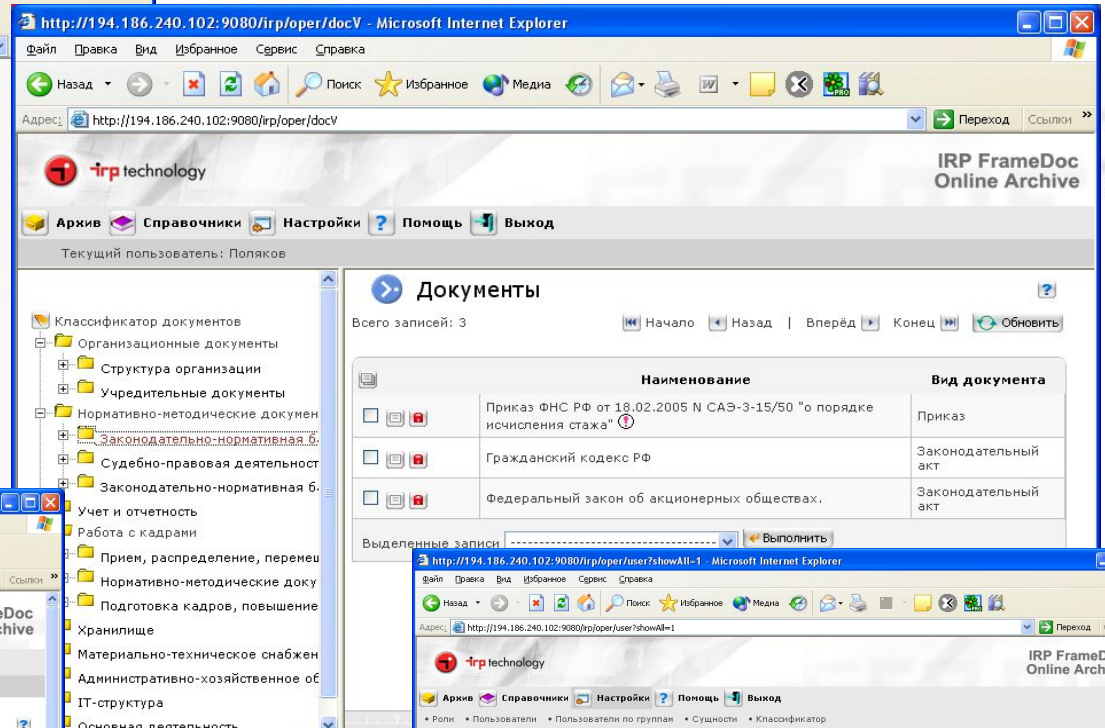 http://194.186.240.102:9080/irp/oper/docV - Microsoft Internet Explorer
Файл Правка Вид Избранное Сервис Справка
Назад Поиск Избранное Медиа
Адрес: http://194.186.240.102:9080/irp/oper/docV Переход Ссылки »
irp technology
IRP FrameDoc
Online Archive
Архив Справочники Настройки ? Помощь Выход
Текущий пользователь: Поляков
Классификатор документов
Организационные документы
Структура организации
Учредительные документы
Нормативно-методические докумен
Законодательно-нормативная б
Судебно-правовая деятельност
Законодательно-нормативная б
Учет и отчетность
Работа с кадрами
Прием, распределение, перемещ
Нормативно-методические доку
Подготовка кадров, повышение
Хранилище
Материально-техническое снабжен
Административно-хозяйственное об
IT-структура
Основная деятельность
Документы ?
Всего записей: 3 Начало Назад | Вперёд Конец Обновить
Наименование Вид документа
Приказ ФНС РФ от 18.02.2005 N САЭ-3-15/50 "о порядке
исчисления стажа" Приказ
Гражданский кодекс РФ Законодательный
акт
Федеральный закон об акционерных обществах. Законодательный
акт
Выделенные записи ------------------------------------ Выполнить
Ссылки »
eDoc
chive
?
http://194.186.240.102:9080/irp/oper/user?showAll=1 - Microsoft Internet Explorer
Файл Правка Вид Избранное Сервис Справка
Назад Поиск Избранное Медиа
Адрес: http://194.186.240.102:9080/irp/oper/user?showAll=1 Переход
irp technology
IRP FrameD
Online Arch
Архив Справочники Настройки ? Помощь Выход
• Роли • Пользователи • Пользователи по группам • Сущности • Классификатор